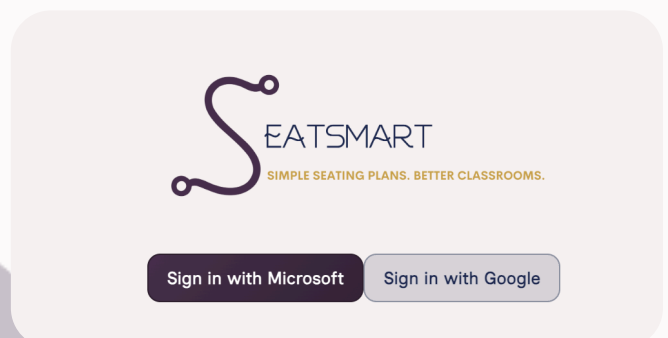 SEATSMART
SIMPLE SEATING PLANS. BETTER CLASSROOMS.
Sign in with Microsoft
Sign in with Google